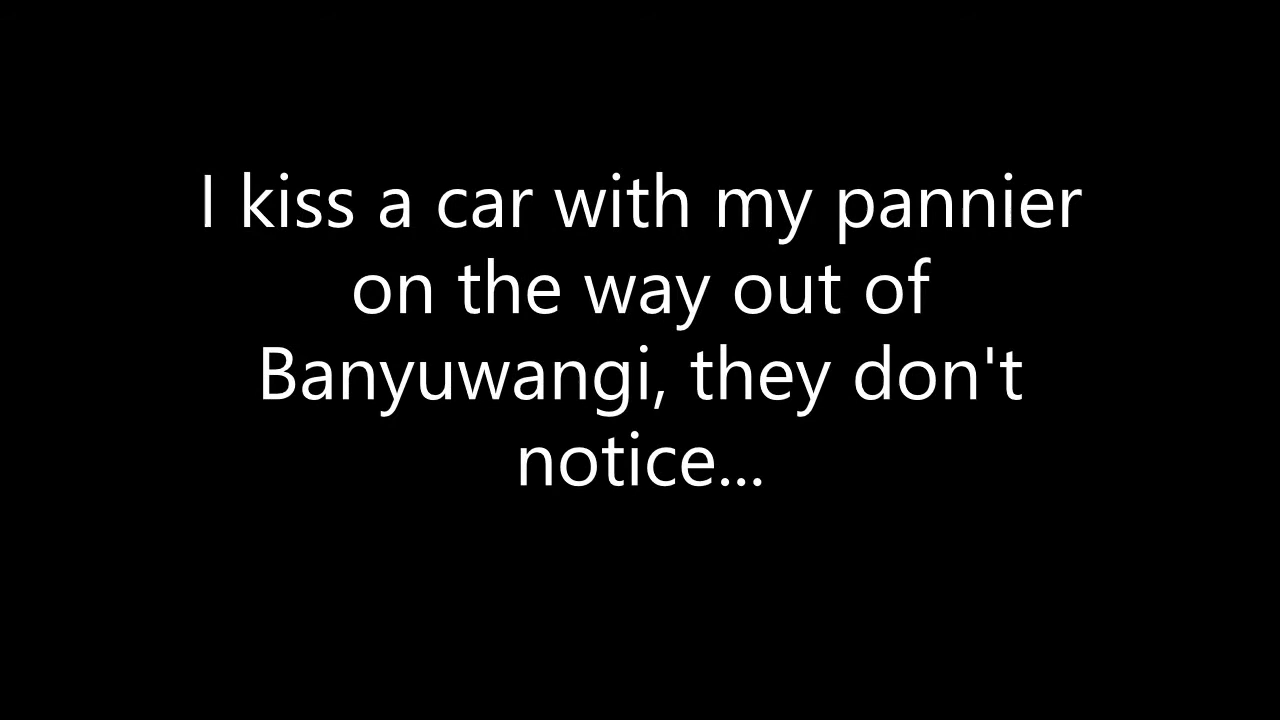 I kiss a car with my pannier
on the way out of
Banyuwangi, they don't
notice...